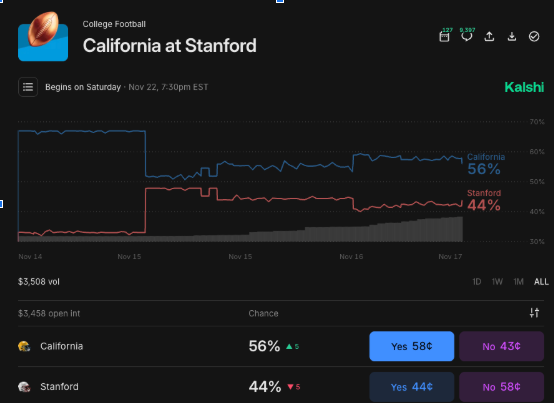 College Football
California at Stanford
127
9,397
Begins on Saturday · Nov 22, 7:30pm EST
Kalshi
70%
60%
50%
40%
30%
California
56%
Stanford
44%
Nov 14
Nov 15
Nov 15
Nov 16
Nov 17
$3,508 vol
1D
1W
1M
ALL
$3,458 open int
Chance
California
56% ▲ 5
Yes 58¢
No 43¢
Stanford
44% ▼ 5
Yes 44¢
No 58¢